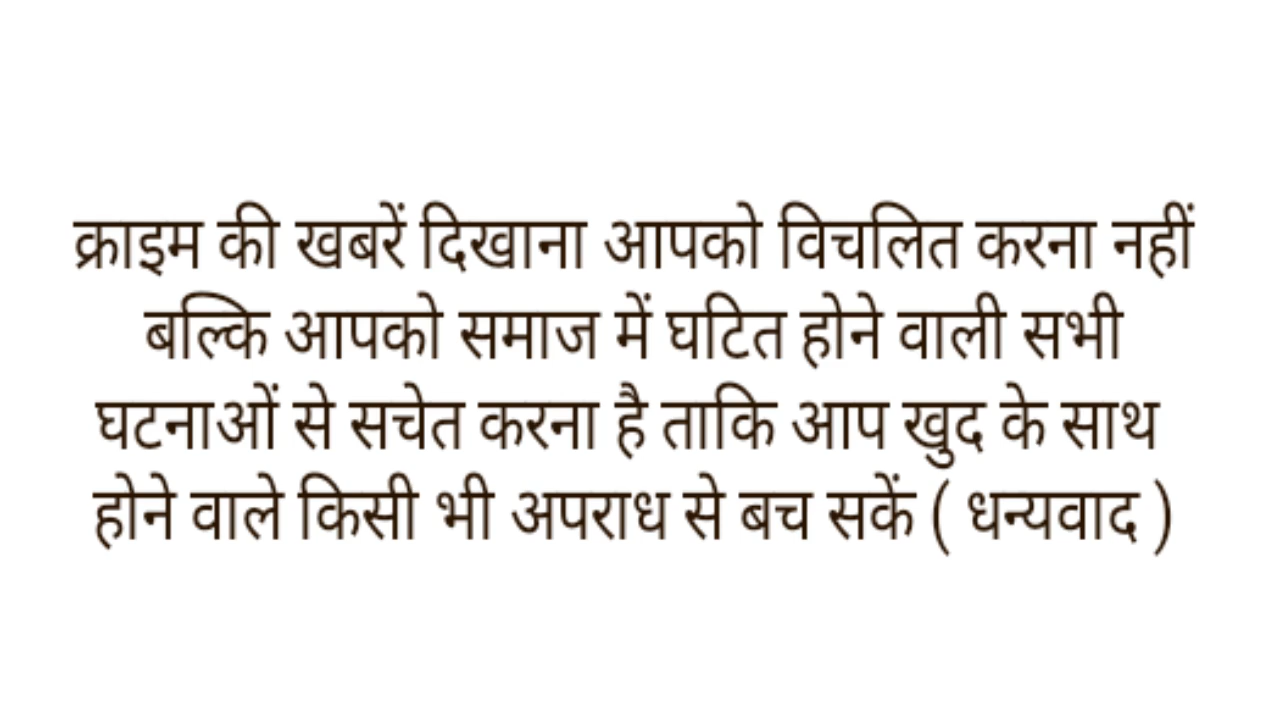 क्राइम की खबरें दिखाना आपको विचलित करना नहीं
बल्कि आपको समाज में घटित होने वाली सभी
घटनाओं से सचेत करना है ताकि आप खुद के साथ
होने वाले किसी भी अपराध से बच सकें ( धन्यवाद )